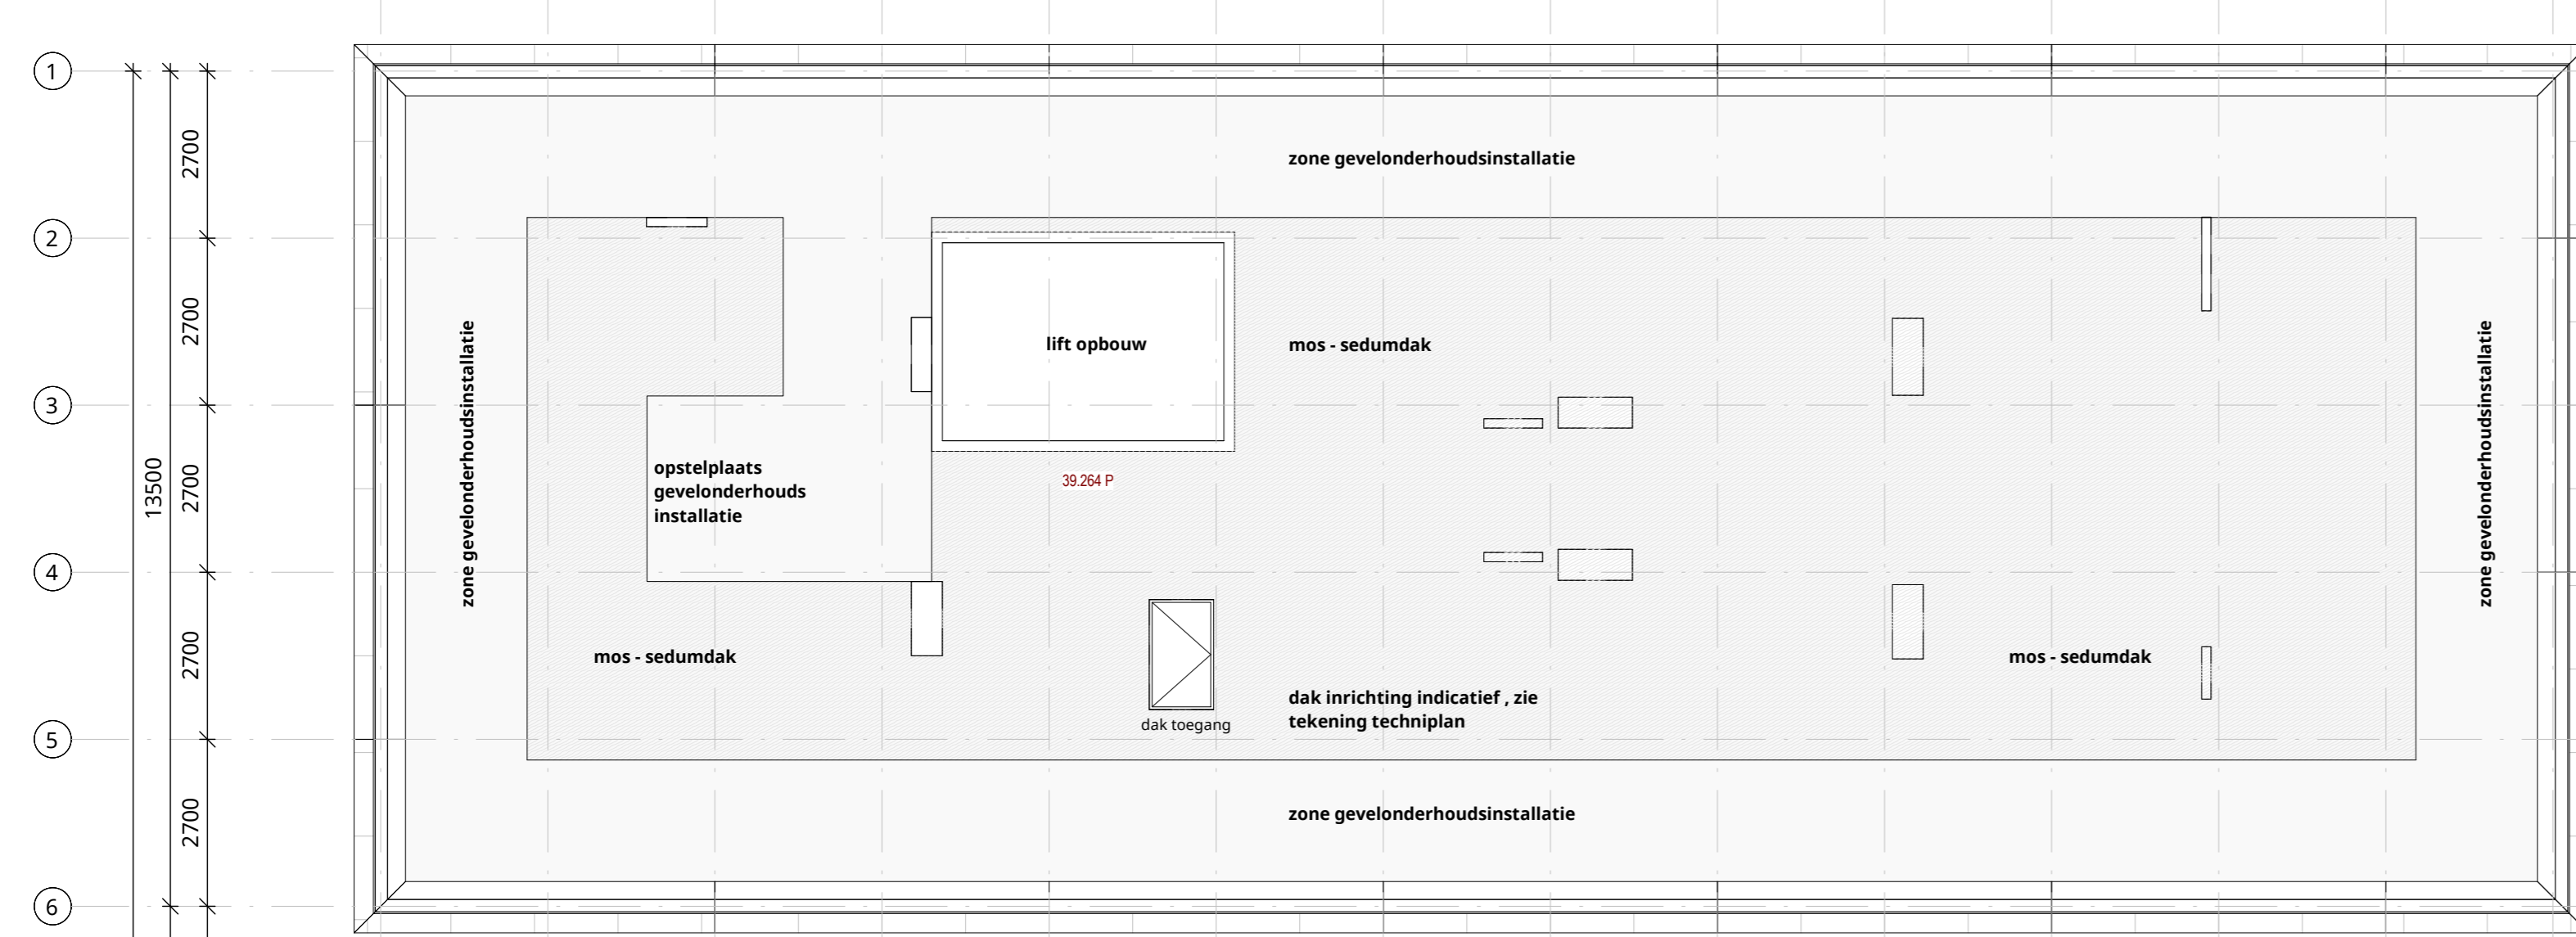 1
2
3
4
5
6
13500
2700
2700
2700
2700
2700
zone gevelonderhoudsinstallatie
zone gevelonderhoudsinstallatie
lift opbouw
mos - sedumdak
zone gevelonderhoudsinstallatie
opstelplaats
gevelonderhouds
installatie
39.264 P
mos - sedumdak
mos - sedumdak
dak inrichting indicatief , zie
tekening techniplan
dak toegang
zone gevelonderhoudsinstallatie